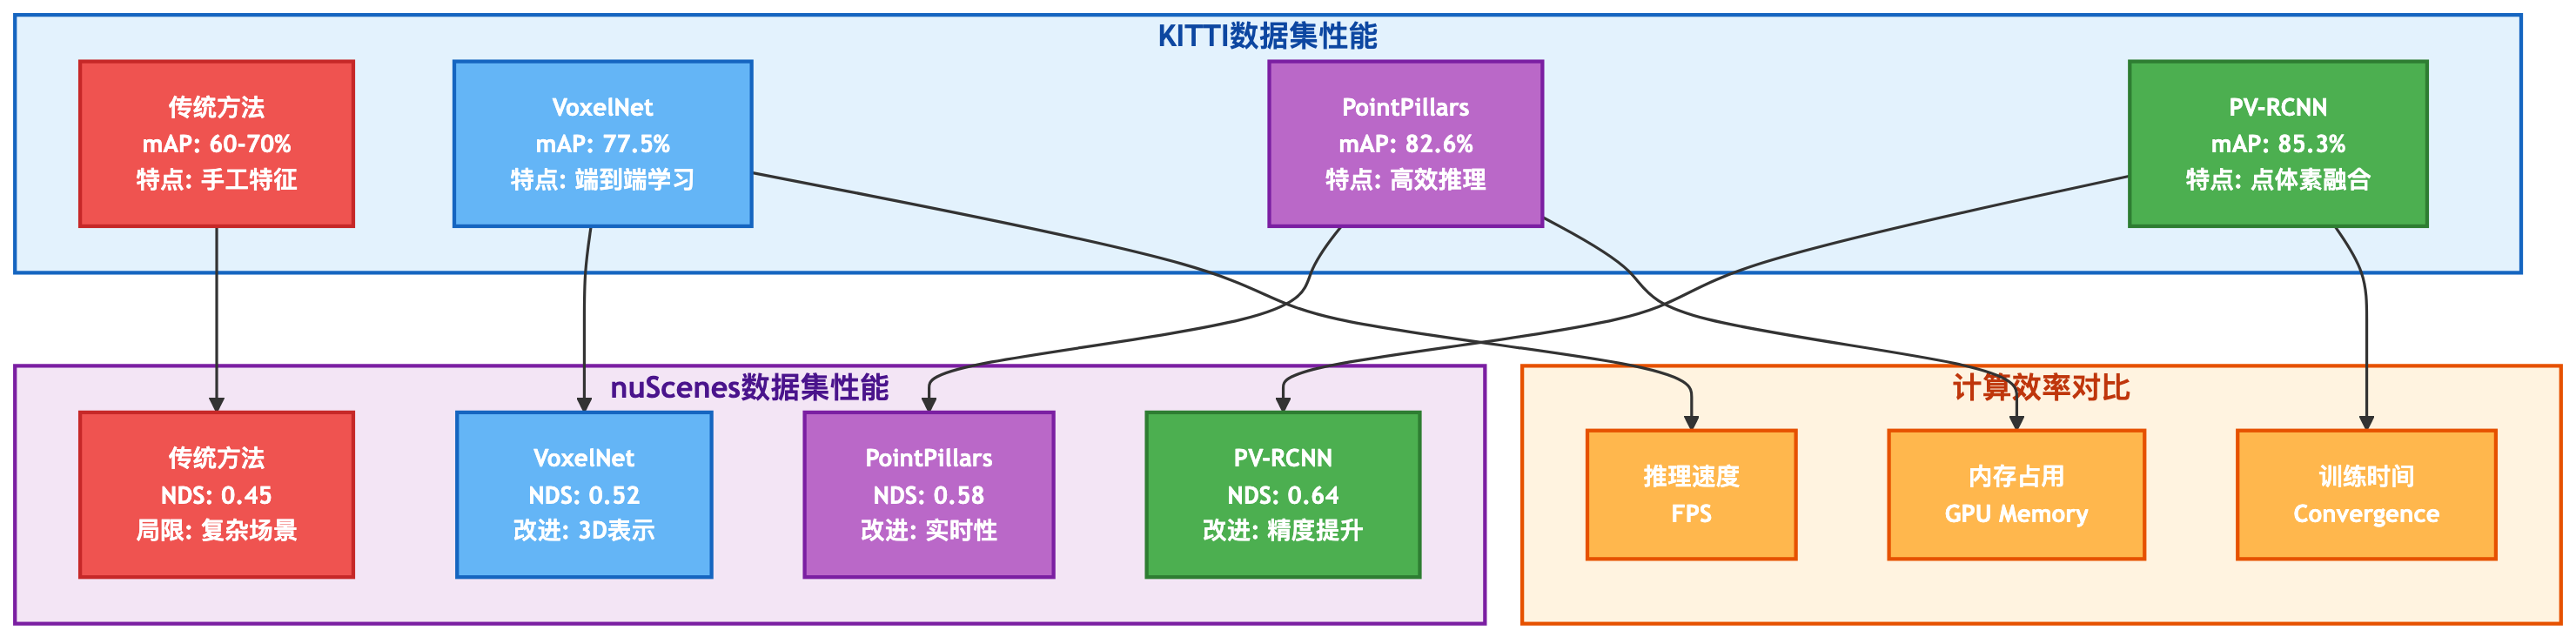 KITTI数据集性能
传统方法
mAP: 60-70%
特点: 手工特征
VoxelNet
mAP: 77.5%
特点: 端到端学习
PointPillars
mAP: 82.6%
特点: 高效推理
PV-RCNN
mAP: 85.3%
特点: 点体素融合
nuScenes数据集性能
传统方法
NDS: 0.45
局限: 复杂场景
VoxelNet
NDS: 0.52
改进: 3D表示
PointPillars
NDS: 0.58
改进: 实时性
PV-RCNN
NDS: 0.64
改进: 精度提升
计算效率对比
推理速度
FPS
内存占用
GPU Memory
训练时间
Convergence